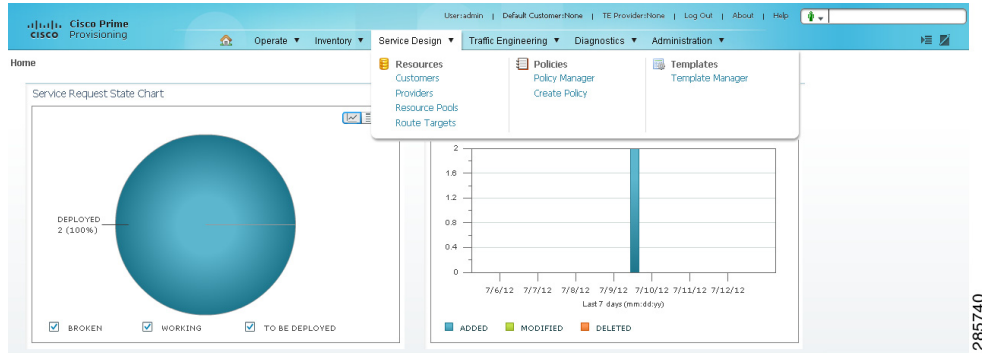 Cisco Prime
CISCO Provisioning
User:admin | Default Customer:None | TE Provider:None | Log Out | About | Help
Operate ▼ Inventory ▼ Service Design ▼ Traffic Engineering ▼ Diagnostics ▼ Administration ▼
Home
Resources
Customers
Providers
Resource Pools
Route Targets
Policies
Policy Manager
Create Policy
Templates
Template Manager
Service Request State Chart
DEPLOYED
2 (100%)
BROKEN WORKING TO BE DEPLOYED
2
1.6
1.2
0.8
0.4
0
7/6/12 7/7/12 7/8/12 7/9/12 7/10/12 7/11/12 7/12/12
Last 7 days (mm:dd:yy)
ADDED MODIFIED DELETED
285740